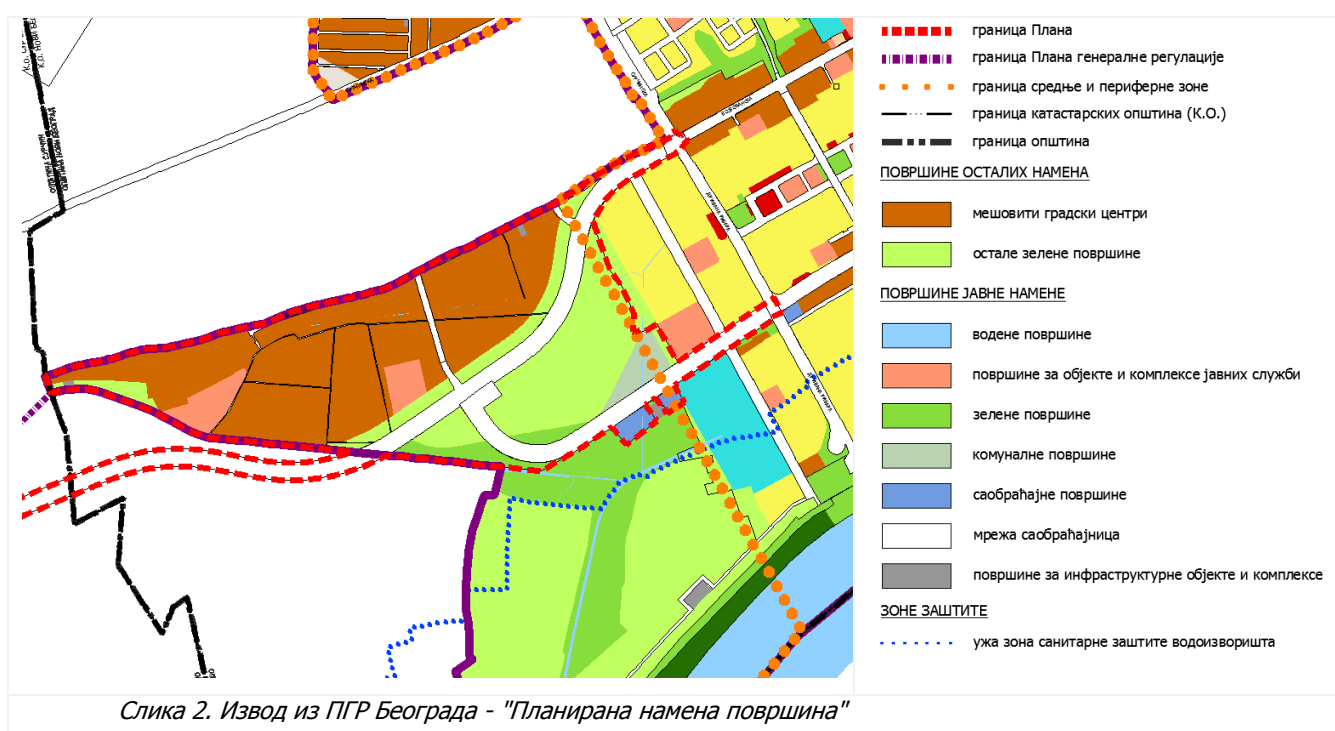 граница Плана
граница Плана генералне регулације
граница средње и периферне зоне
граница катастарских општина (К.О.)
граница општина
ПОВРШИНЕ ОСТАЛИХ НАМЕНА
мешовити градски центри
остале зелене површине
ПОВРШИНЕ ЈАВНЕ НАМЕНЕ
водене површине
површине за објекте и комплексе јавних служби
зелене површине
комуналне површине
саобраћајне површине
мрежа саобраћајница
површине за инфраструктурне објекте и комплексе
ЗОНЕ ЗАШТИТЕ
ужа зона санитарне заштите водоизворишта
Слика 2. Извод из ПГР Београда - "Планирана намена површина"